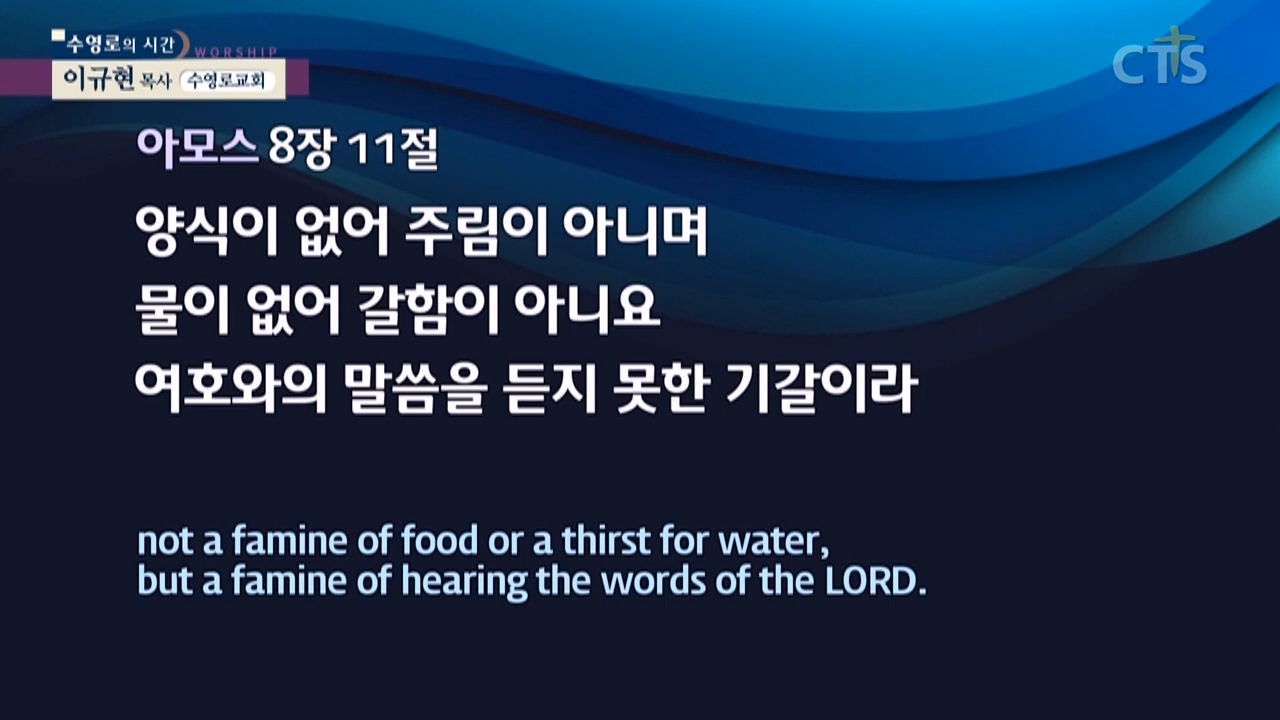 수영로의 시간
WORSHIP
이규현 목사 수영로교회
CTS
아모스 8장 11절
양식이 없어 주림이 아니며
물이 없어 갈함이 아니요
여호와의 말씀을 듣지 못한 기갈이라
not a famine of food or a thirst for water,
but a famine of hearing the words of the LORD.